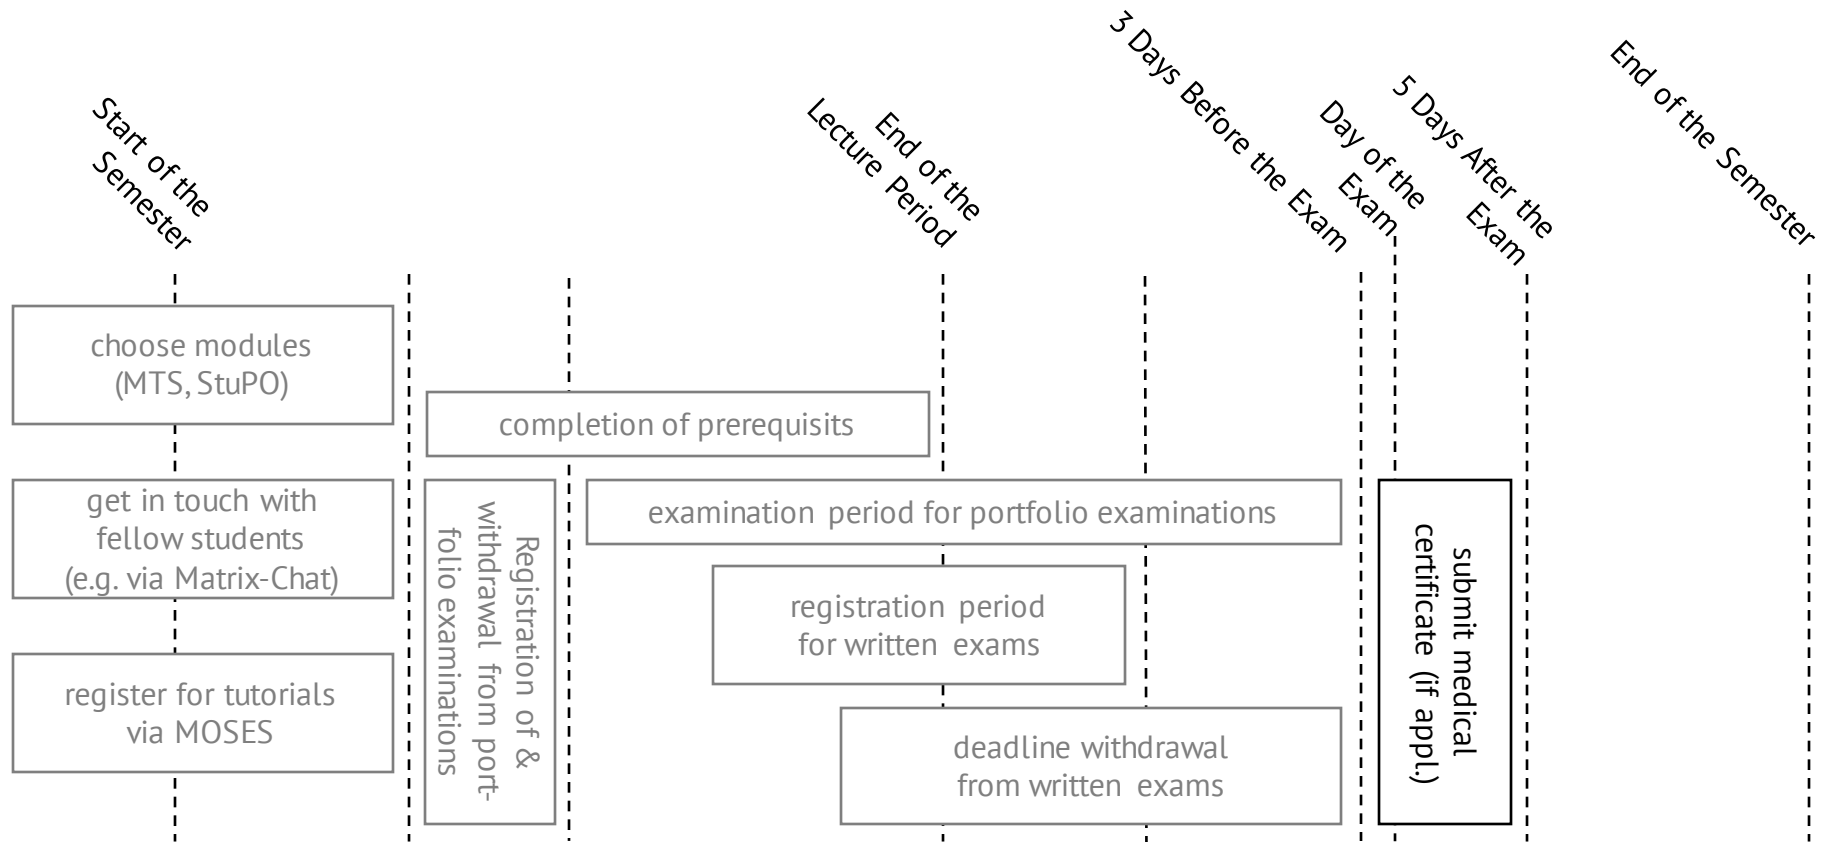 Start of the
Semester
End of the
Lecture Period
3 Days Before the Exam
Day of the
Exam
5 Days After the
Exam
End of the Semester
choose modules
(MTS, StuPO)
completion of prerequisits
get in touch with
fellow students
(e.g. via Matrix-Chat)
Registration of &
withdrawal from port-
folio examinations
examination period for portfolio examinations
registration period
for written exams
submit medical
certificate (if appl.)
register for tutorials
via MOSES
deadline withdrawal
from written exams